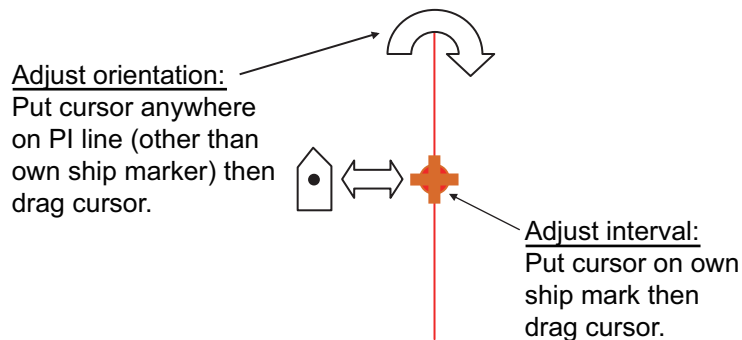 Adjust orientation:
Put cursor anywhere
on PI line (other than
own ship marker) then
drag cursor.
Adjust interval:
Put cursor on own
ship mark then
drag cursor.